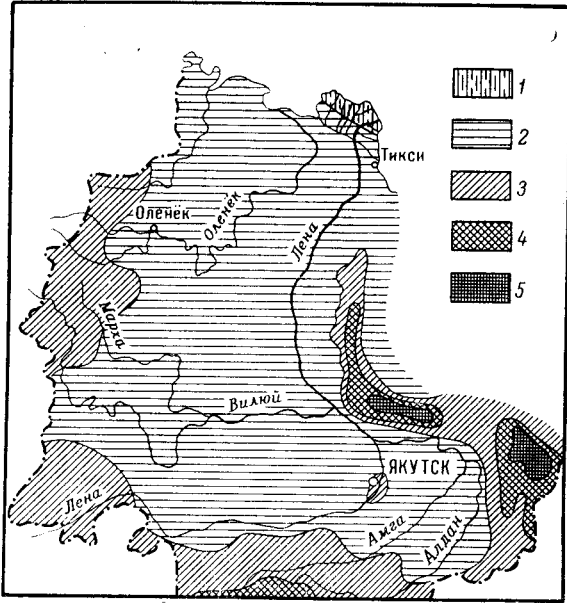 1
Тикси
2
Оленёк
Оленёк
3
Лена
4
Марха
5
Вилюй
ЯКУТСК
Лена
Амга
Алдан